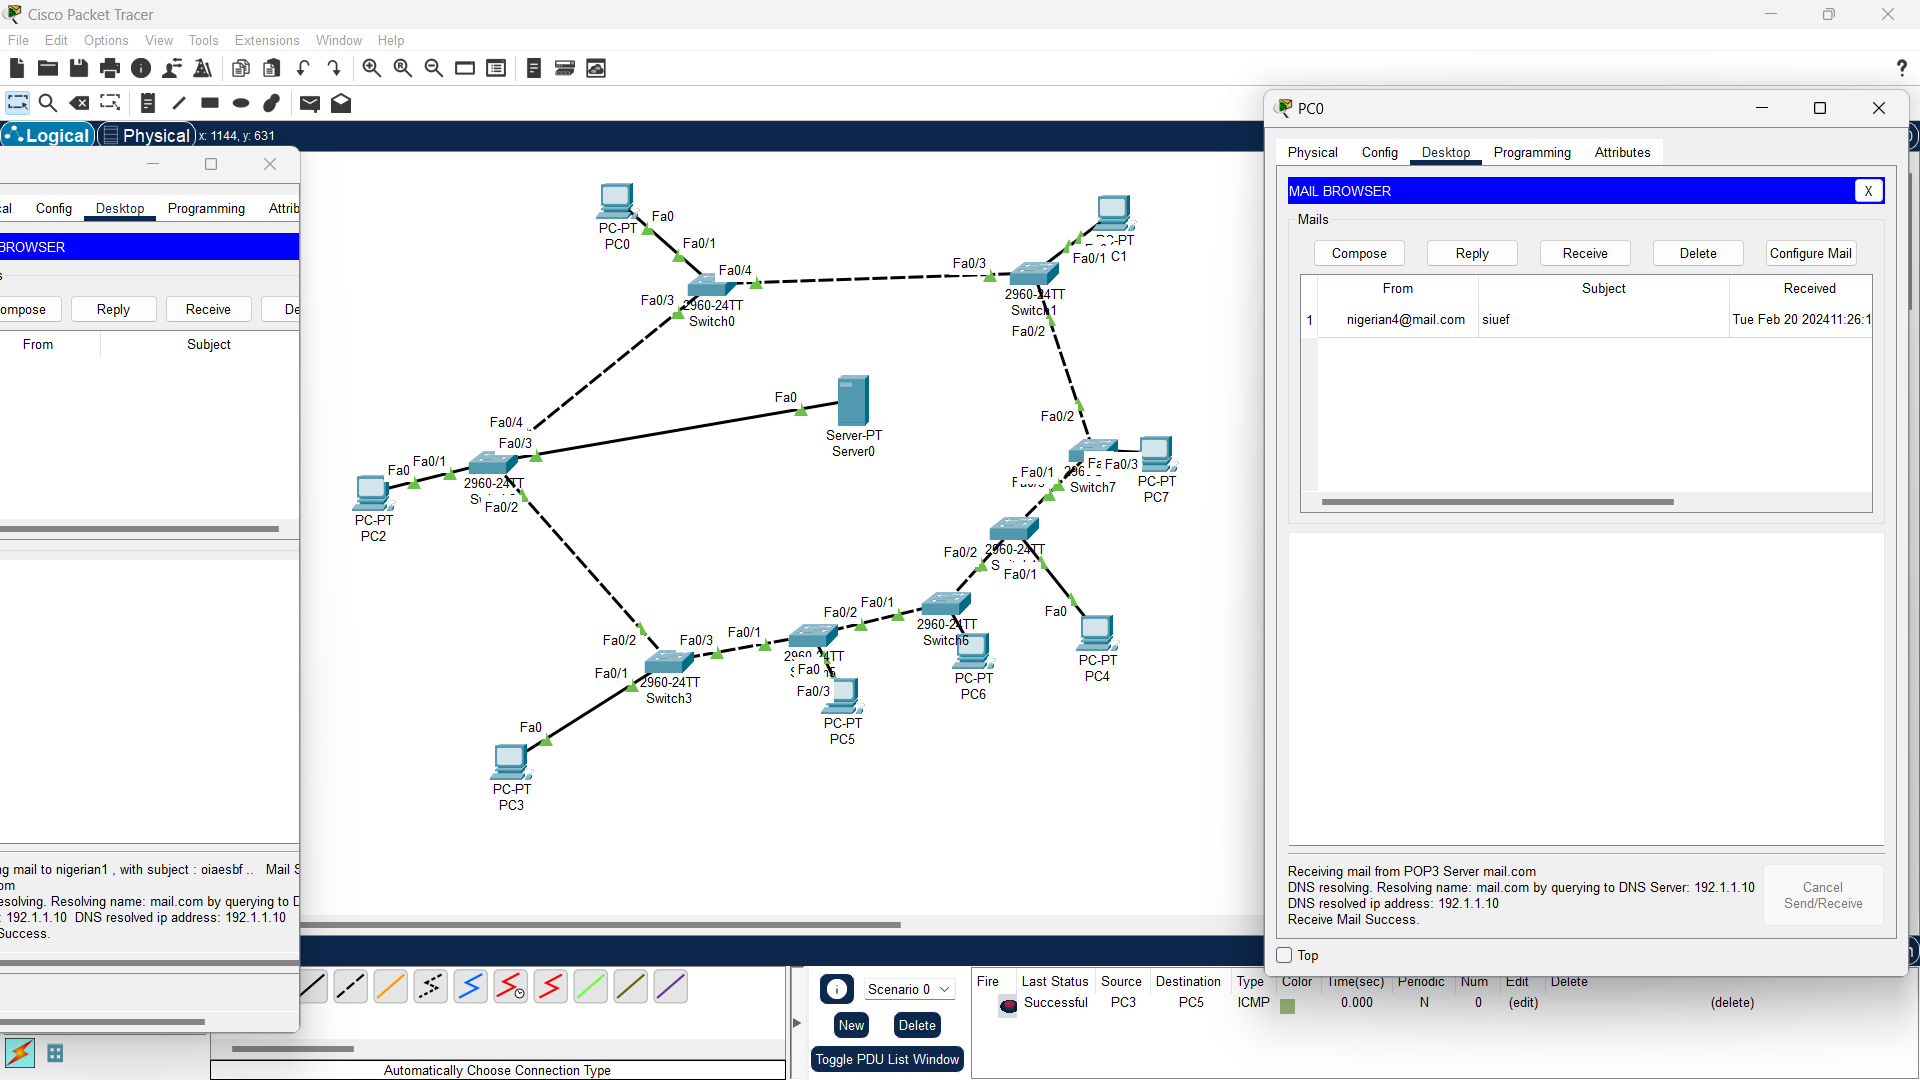 Cisco Packet Tracer
File Edit Options View Tools Extensions Window Help
Logical Physical x: 1144, y: 631
Config Desktop Programming Attrib
BROWSER
Reply Receive
From Subject
with subject : oiaesbf .. Mail
Resolving name: mail.com by querying to
: 192.1.1.10 DNS resolved ip address: 192.1.1.10
Success.
PC-PT
PC0
Fa0
Fa0/1
Fa0/4
Fa0/3
2960-24TT
Switch0
Fa0/3
Fa0/1
2960-24TT
Switch1
Fa0/2
Fa0
Server-PT
Server0
Fa0/4
Fa0/3
Fa0
Fa0/1
2960-24TT
Fa0/2
PC-PT
PC2
Fa0/2
Fa0/1
Fa0/3
Switch7
PC-PT
PC7
Fa0/2
2960-24TT
Fa0/1
Fa0
PC-PT
PC4
Fa0/2
Fa0/1
2960-24TT
Switch6
PC-PT
PC6
Fa0/2
Fa0/3
Fa0/1
Fa0/1
2960-24TT
Switch3
Fa0
Fa0/3
PC-PT
PC5
Fa0
PC-PT
PC3
PC0
Physical Config Desktop Programming Attributes
MAIL BROWSER X
Mails
Compose Reply Receive Delete Configure Mail
From Subject Received
1 nigerian4@mail.com siuef Tue Feb 20 202411:26:1
Receiving mail from POP3 Server mail.com
DNS resolving. Resolving name: mail.com by querying to DNS Server: 192.1.1.10
DNS resolved ip address: 192.1.1.10
Receive Mail Success.
Cancel
Send/Receive
Top
Scenario 0
New Delete
Toggle PDU List Window
Fire Last Status Source Destination Type Color Time(sec) Periodic Num Edit Delete
Successful PC3 PC5 ICMP 0.000 N 0 (edit) (delete)
Automatically Choose Connection Type